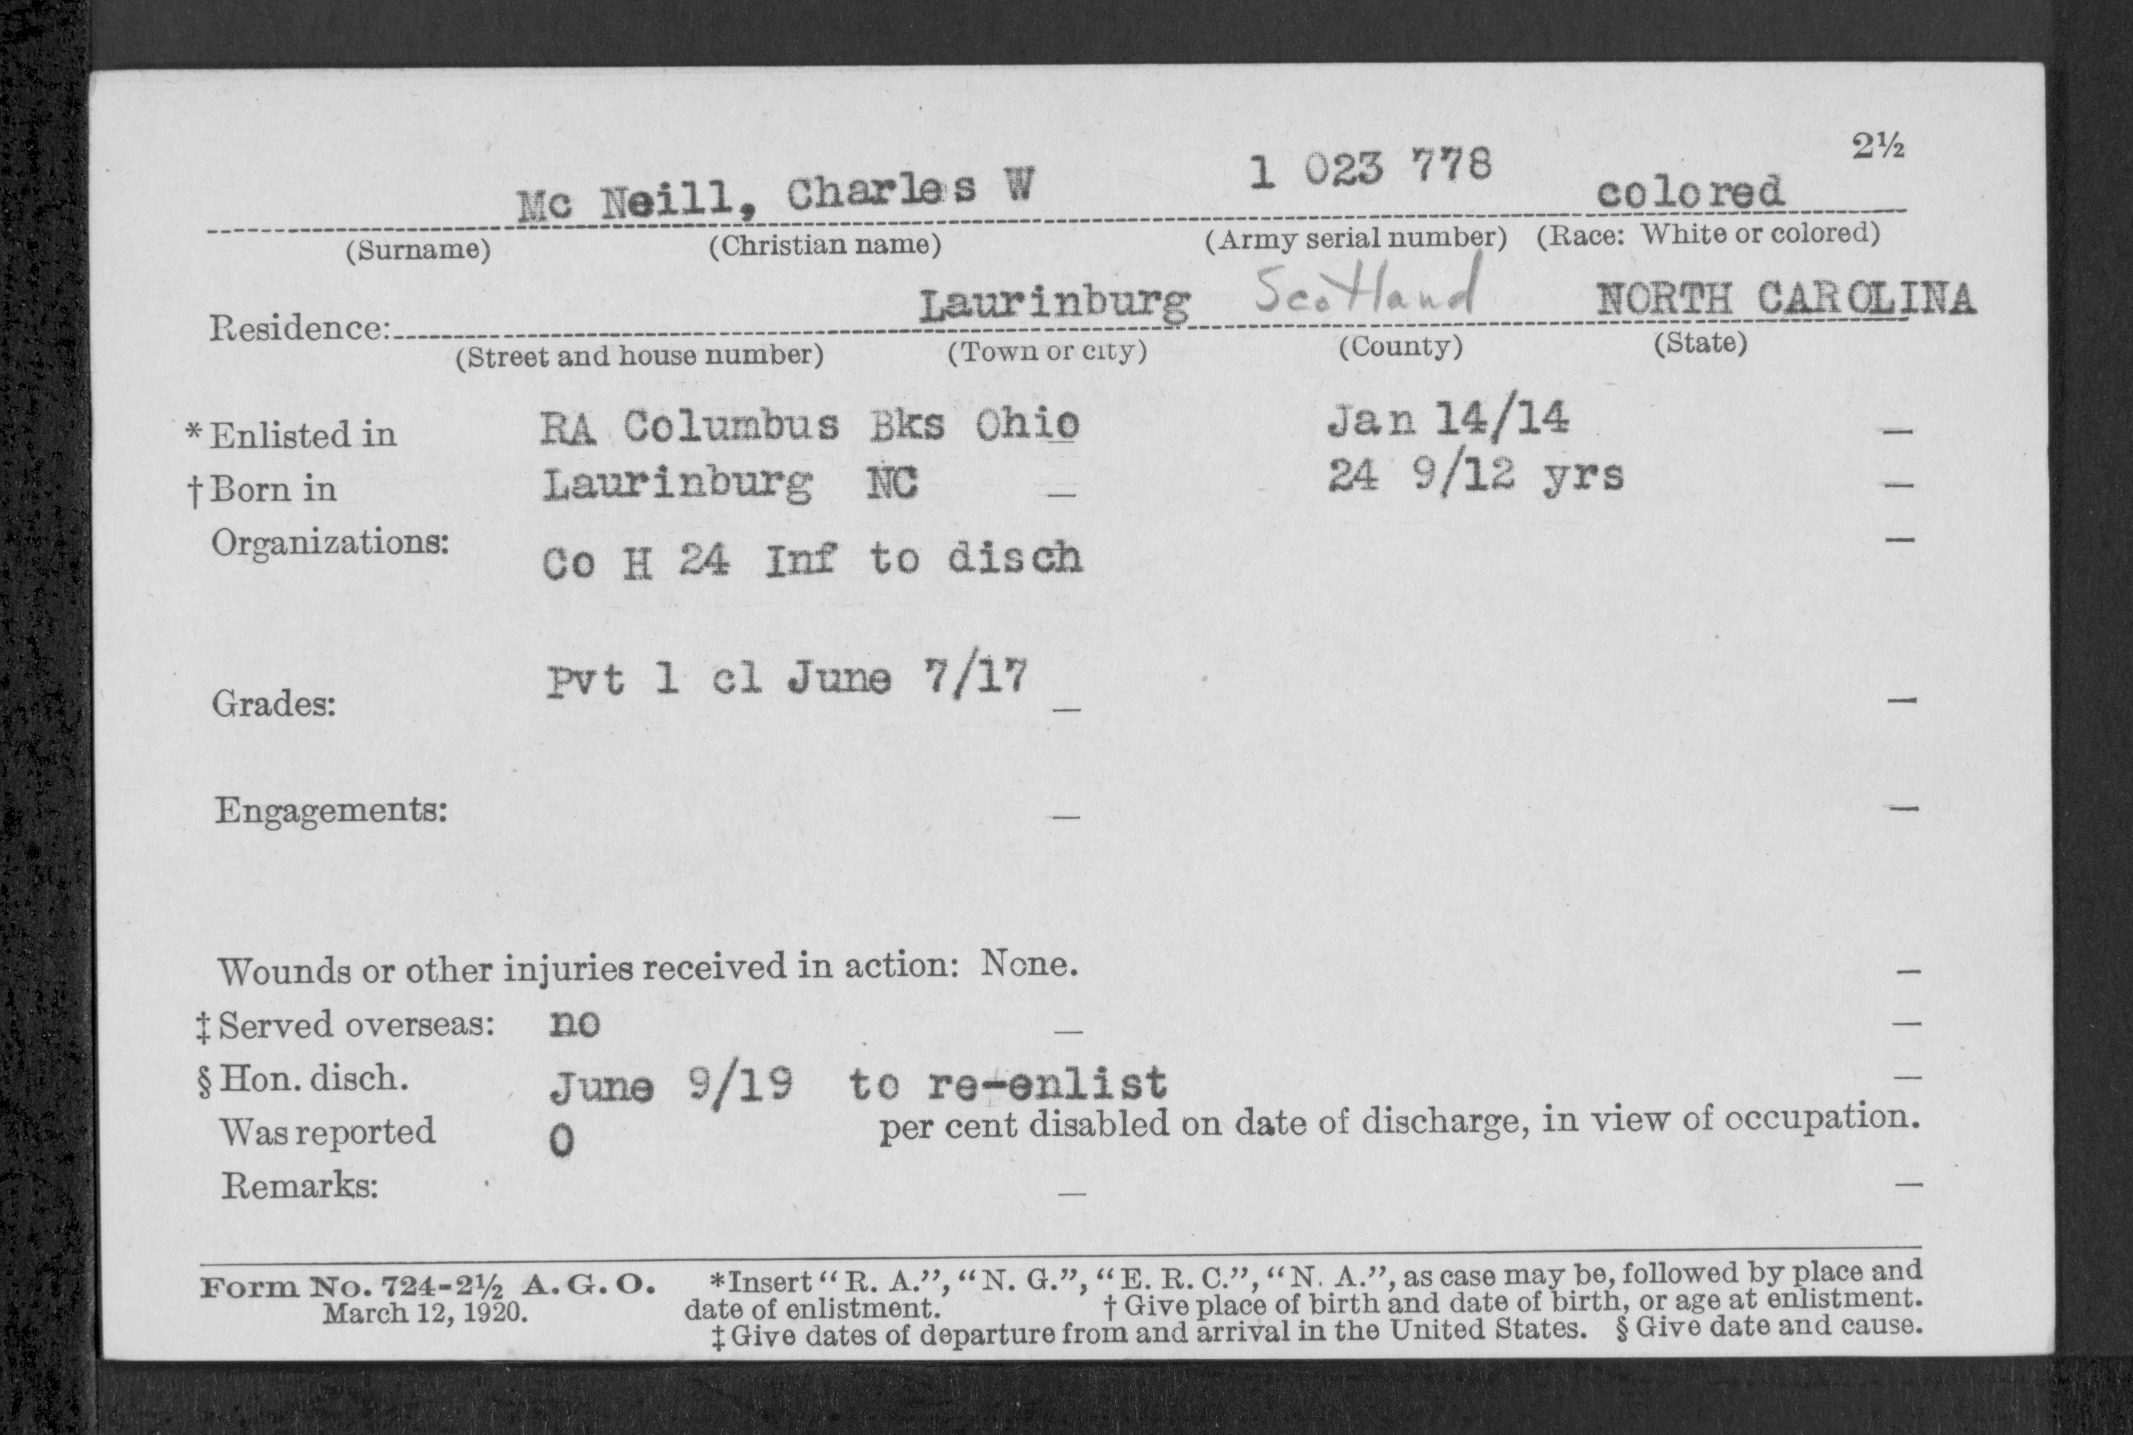 2½
Mc Neill, Charles W 1 023 778 colored
(Surname) (Christian name) (Army serial number) (Race: White or colored)
Residence: Laurinburg Scotland NORTH CAROLINA
(Street and house number) (Town or city) (County) (State)
*Enlisted in RA Columbus Bks Ohio Jan 14/14 —
†Born in Laurinburg NC — 24 9/12 yrs —
Organizations: Co H 24 Inf to disch —
Grades: Pvt 1 cl June 7/17 — —
Engagements: — —
Wounds or other injuries received in action: None. —
‡Served overseas: no — —
§Hon. disch. June 9/19 to re-enlist —
Was reported 0 per cent disabled on date of discharge, in view of occupation.
Remarks: — —
Form No. 724-2½ A. G. O. *Insert "R. A.", "N. G.", "E. R. C.", "N. A.", as case may be, followed by place and
March 12, 1920. date of enlistment. †Give place of birth and date of birth, or age at enlistment.
‡Give dates of departure from and arrival in the United States. §Give date and cause.